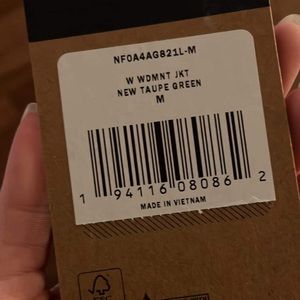 NF0A4AG821L-M
W WDMNT JKT
NEW TAUPE GREEN
M
1 94116 08086 2
MADE IN VIETNAM